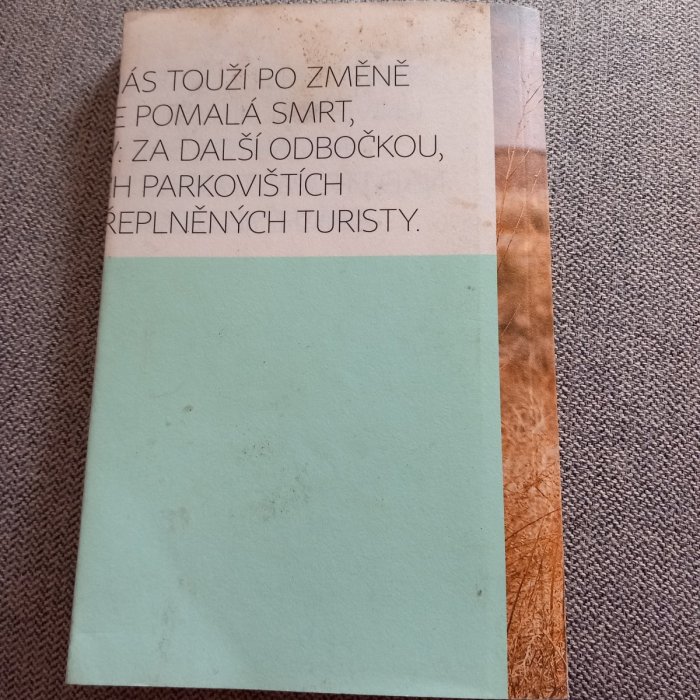 ÁS TOUŽÍ PO ZMĚNĚ
E POMALÁ SMRT,
Y: ZA DALŠÍ ODBOČKOU,
H PARKOVIŠTÍCH
ŘEPLNĚNÝCH TURISTY.